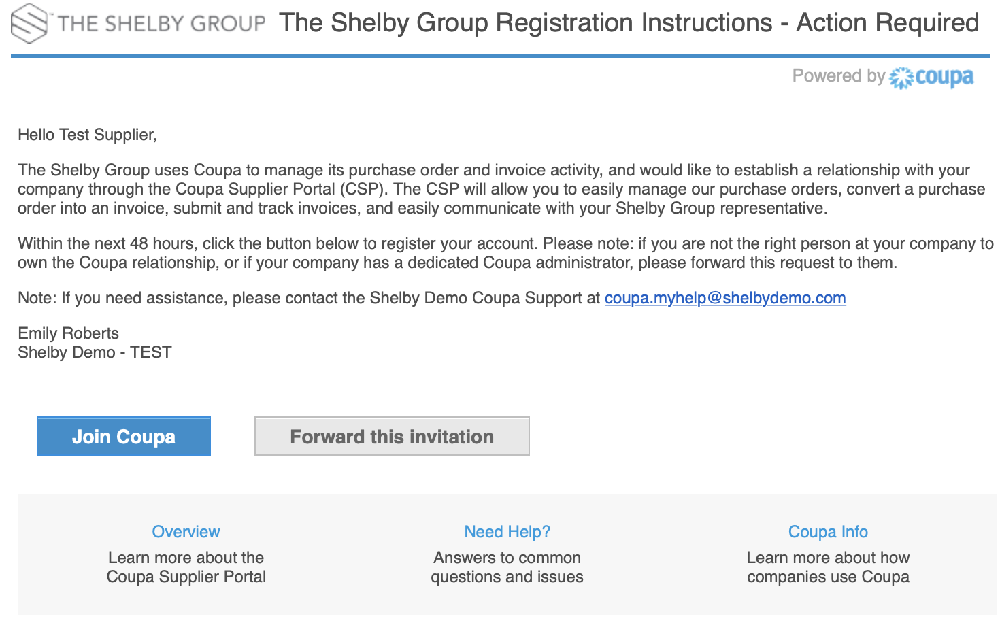 THE SHELBY GROUP The Shelby Group Registration Instructions - Action Required
Powered by coupa
Hello Test Supplier,
The Shelby Group uses Coupa to manage its purchase order and invoice activity, and would like to establish a relationship with your
company through the Coupa Supplier Portal (CSP). The CSP will allow you to easily manage our purchase orders, convert a purchase
order into an invoice, submit and track invoices, and easily communicate with your Shelby Group representative.
Within the next 48 hours, click the button below to register your account. Please note: if you are not the right person at your company to
own the Coupa relationship, or if your company has a dedicated Coupa administrator, please forward this request to them.
Note: If you need assistance, please contact the Shelby Demo Coupa Support at coupa.myhelp@shelbydemo.com
Emily Roberts
Shelby Demo - TEST
Join Coupa
Forward this invitation
Overview
Learn more about the
Coupa Supplier Portal
Need Help?
Answers to common
questions and issues
Coupa Info
Learn more about how
companies use Coupa